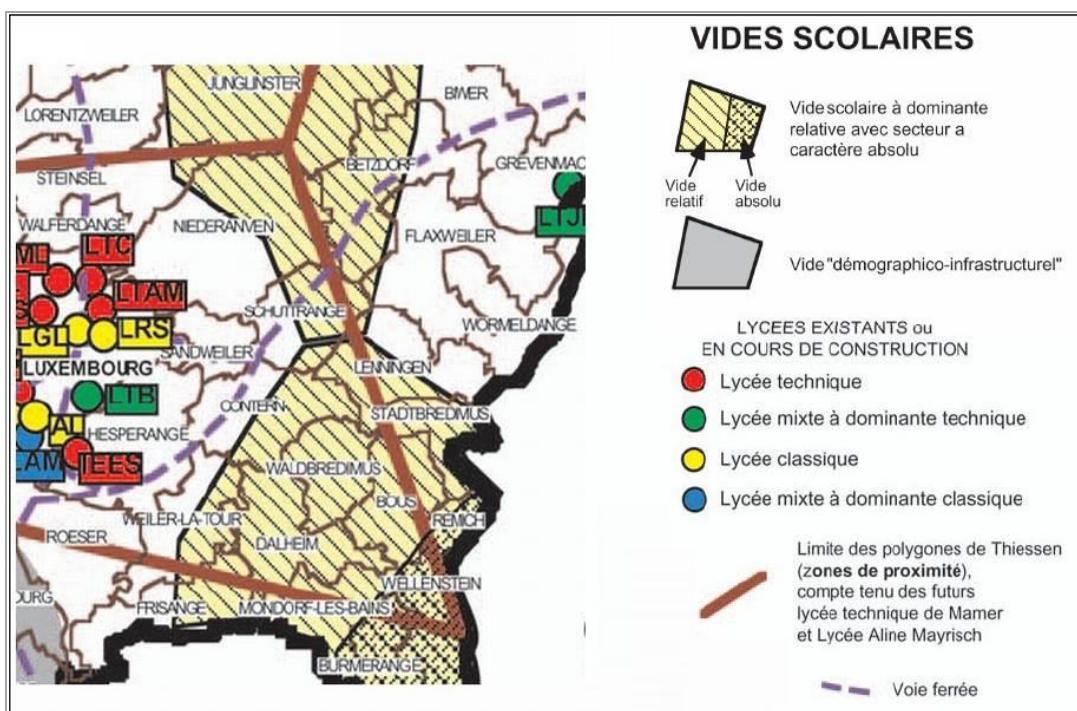 VIDES SCOLAIRES
Vide scolaire à dominante
relative avec secteur a
caractère absolu
Vide
relatif
Vide
absolu
Vide "démographico-infrastructurel"
LYCEES EXISTANTS ou
EN COURS DE CONSTRUCTION
Lycée technique
Lycée mixte à dominante technique
Lycée classique
Lycée mixte à dominante classique
Limite des polygones de Thiessen
(zones de proximité),
compte tenu des futurs
lycée technique de Mamer
et Lycée Aline Mayrisch
Voie ferrée
JUNGLINSTER
BIWER
LORENTZWEILER
BETZDORF
GREVENMAC
STEINSEL
LTJ
WALFERDANGE
NIEDERANVEN
FLAXWEILER
ML
LTC
LTAM
S
SCHUTTRANGE
WORMELDANGE
LGL
LRS
SANDWEILER
LUXEMBOURG
LENNINGEN
LTB
CONTERN
STADTBREDIMUS
AL
HESPERANGE
LAM
TEES
WALDBREDIMUS
BOUS
REMICH
WEILER-LA-TOUR
ROESER
DALHEIM
WELLENSTEIN
OURG
FRISANGE
MONDORF-LES-BAINS
BURMERANGE